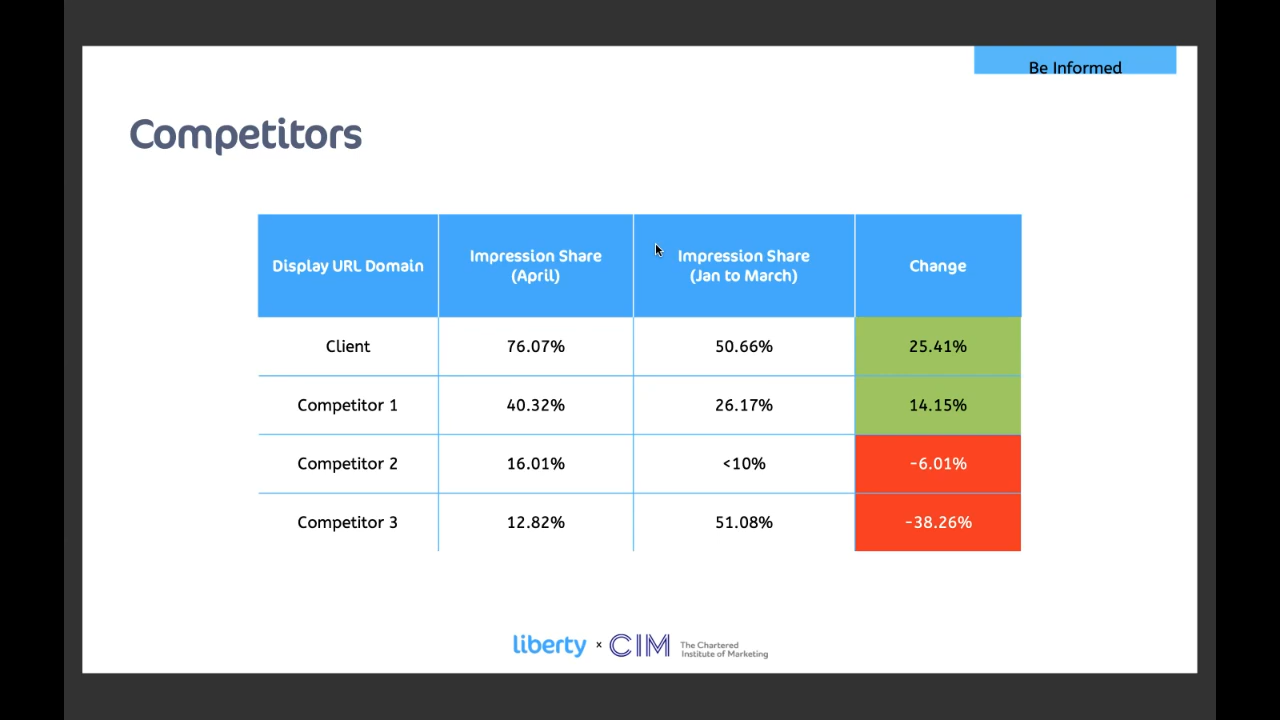 Be Informed
Competitors
Display URL Domain
Impression Share
(April)
Impression Share
(Jan to March)
Change
Client
76.07%
50.66%
25.41%
Competitor 1
40.32%
26.17%
14.15%
Competitor 2
16.01%
<10%
-6.01%
Competitor 3
12.82%
51.08%
-38.26%
liberty x CIM
The Chartered
Institute of Marketing